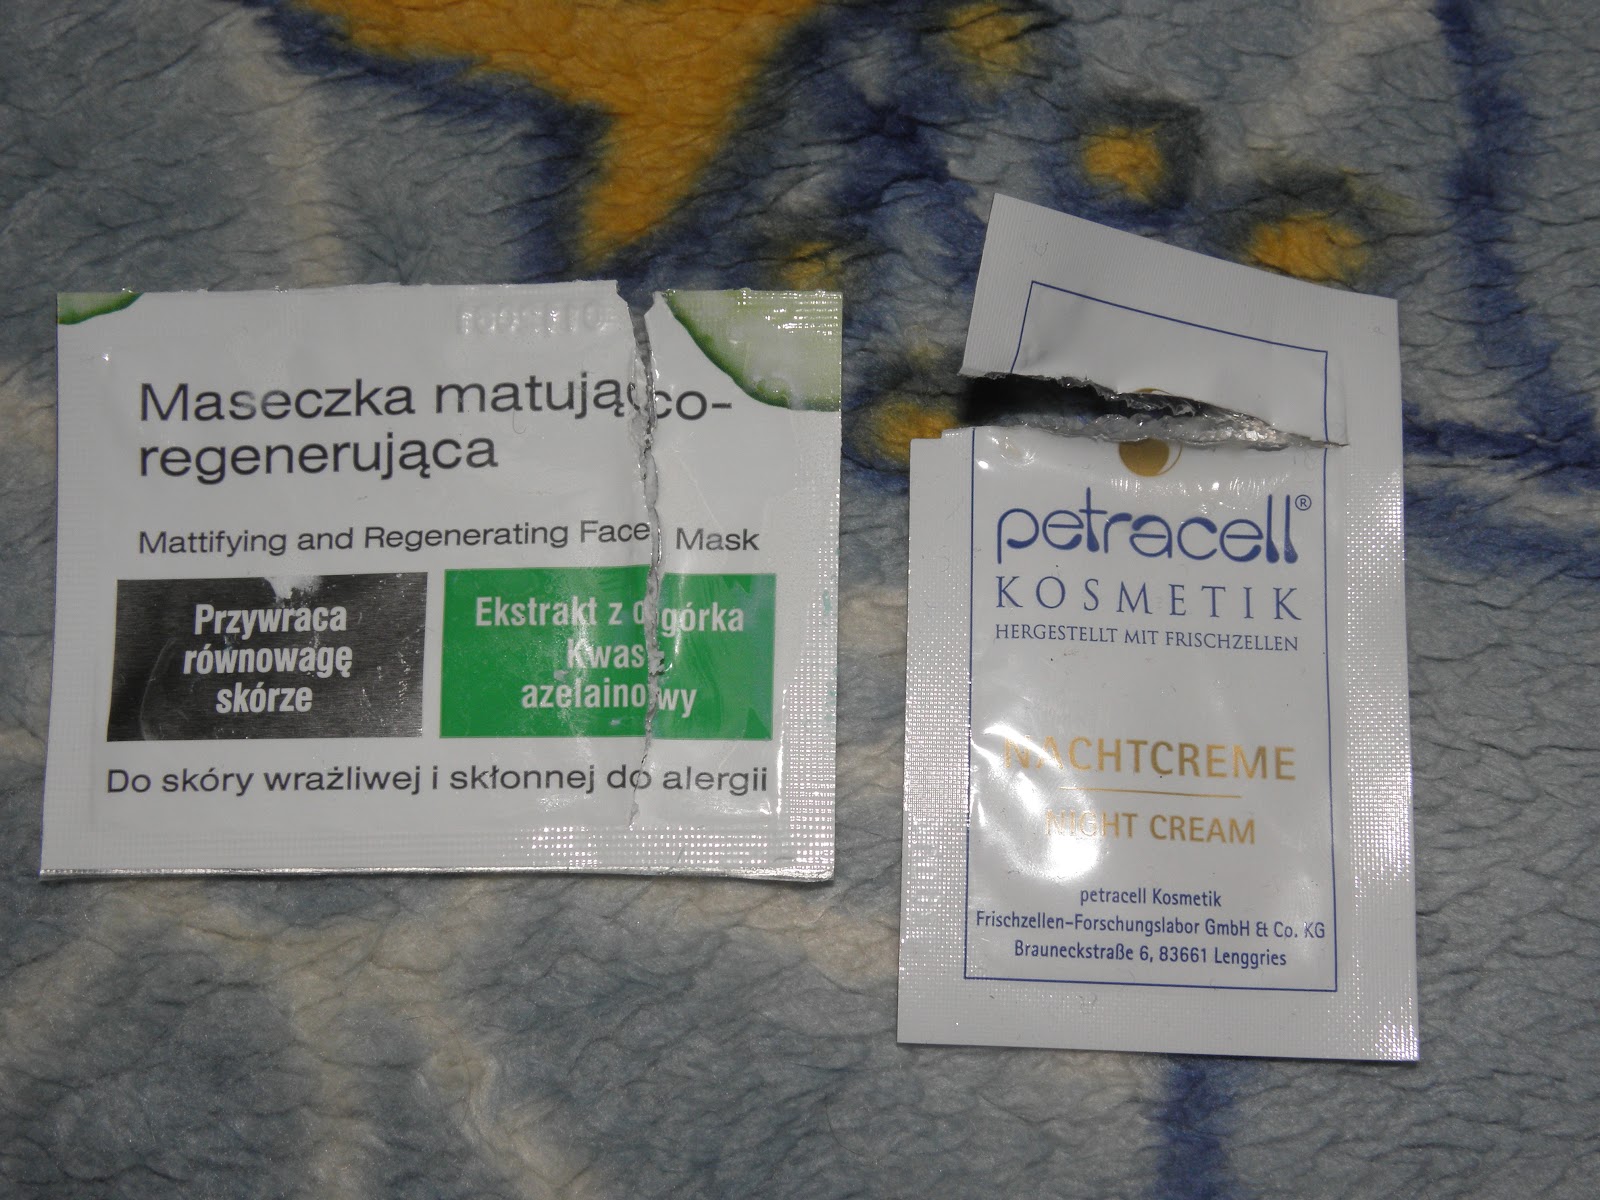 Maseczka matująco-
regenerująca
Mattifying and Regenerating Face Mask
Przywraca
równowagę
skórze
Ekstrakt z ogórka
Kwas
azelainowy
Do skóry wrażliwej i skłonnej do alergii
petracell®
KOSMETIK
HERGESTELLT MIT FRISCHZELLEN
NACHTCREME
NIGHT CREAM
petracell Kosmetik
Frischzellen-Forschungslabor GmbH & Co. KG
Brauneckstraße 6, 83661 Lenggries